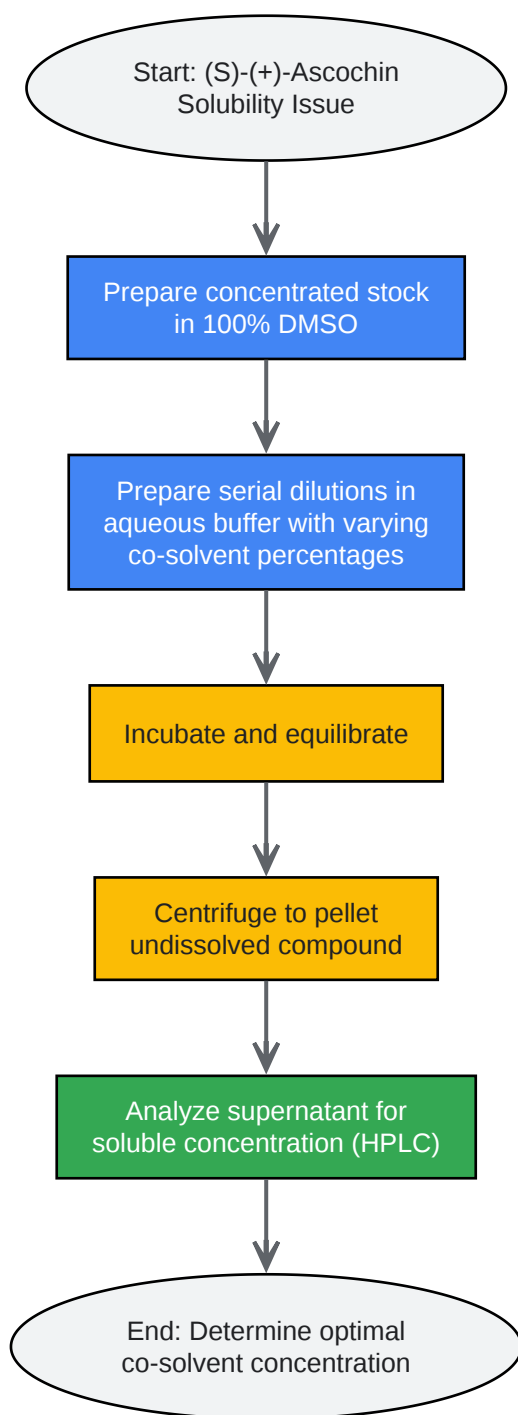 Start: (S)-(+)-Ascochin
Solubility Issue
Prepare concentrated stock
in 100% DMSO
Prepare serial dilutions in
aqueous buffer with varying
co-solvent percentages
Incubate and equilibrate
Centrifuge to pellet
undissolved compound
Analyze supernatant for
soluble concentration (HPLC)
End: Determine optimal
co-solvent concentration